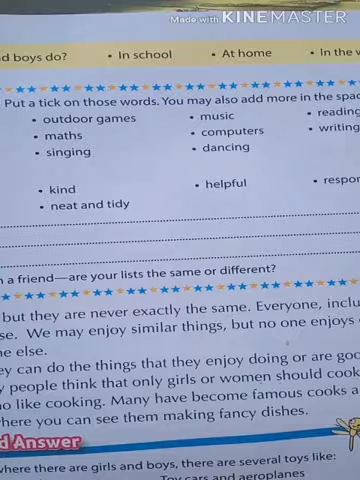 Made with KINEMASTER
d boys do? • In school • At home • In the
Put a tick on those words. You may also add more in the spac
• outdoor games • music • reading
• maths • computers • writing
• singing • dancing
• kind • helpful • respon
• neat and tidy
a friend—are your lists the same or different?
but they are never exactly the same. Everyone, inclu
se. We may enjoy similar things, but no one enjoys
ne else.
ey can do the things that they enjoy doing or are goo
y people think that only girls or women should cook
ho like cooking. Many have become famous cooks a
where you can see them making fancy dishes.
d Answer
where there are girls and boys, there are several toys like:
Toy cars and aeroplanes